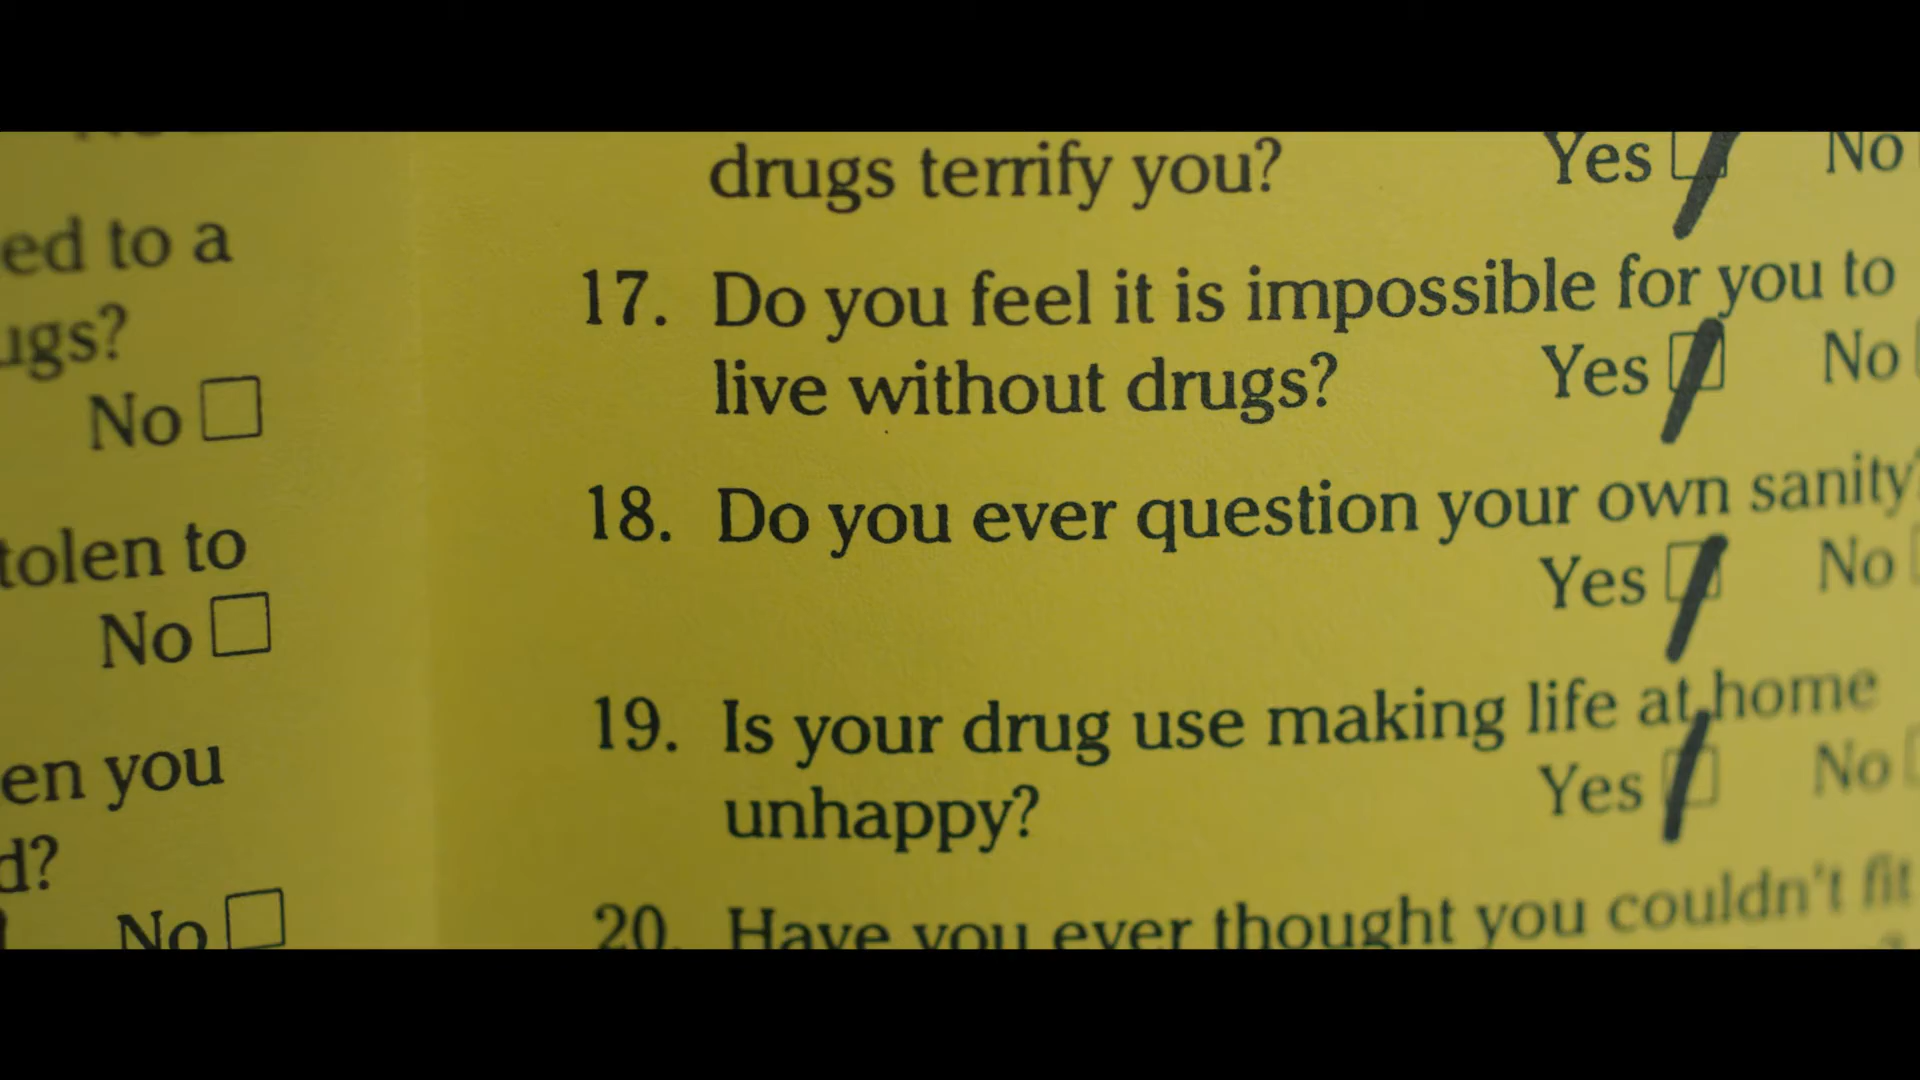 ed to a
No
tolen to
No
en you
d?
No
drugs terrify you?
Yes No
17. Do you feel it is impossible for you to
live without drugs? Yes No
18. Do you ever question your own sanity?
Yes No
19. Is your drug use making life at home
unhappy? Yes No
20. Have you ever thought you couldn't fit